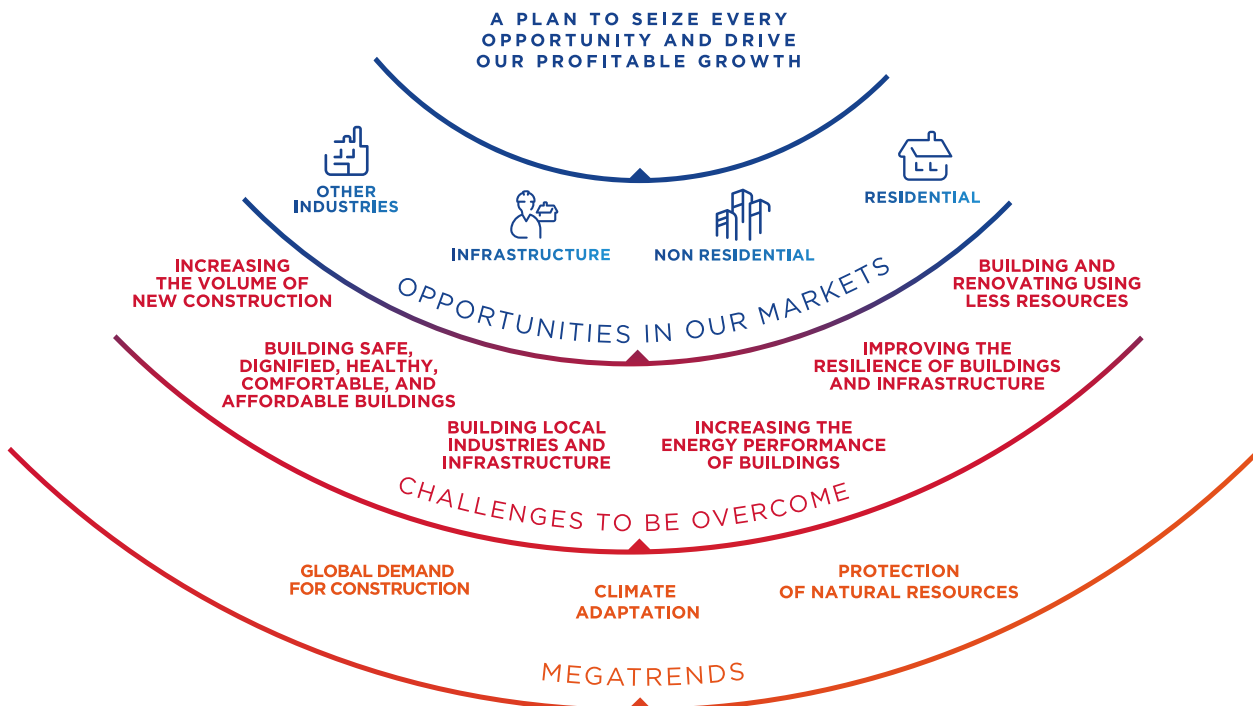 A PLAN TO SEIZE EVERY
OPPORTUNITY AND DRIVE
OUR PROFITABLE GROWTH
OTHER
INDUSTRIES
INFRASTRUCTURE
NON RESIDENTIAL
RESIDENTIAL
OPPORTUNITIES IN OUR MARKETS
INCREASING
THE VOLUME OF
NEW CONSTRUCTION
BUILDING SAFE,
DIGNIFIED, HEALTHY,
COMFORTABLE, AND
AFFORDABLE BUILDINGS
BUILDING LOCAL
INDUSTRIES AND
INFRASTRUCTURE
INCREASING THE
ENERGY PERFORMANCE
OF BUILDINGS
IMPROVING THE
RESILIENCE OF BUILDINGS
AND INFRASTRUCTURE
BUILDING AND
RENOVATING USING
LESS RESOURCES
CHALLENGES TO BE OVERCOME
GLOBAL DEMAND
FOR CONSTRUCTION
CLIMATE
ADAPTATION
PROTECTION
OF NATURAL RESOURCES
MEGATRENDS